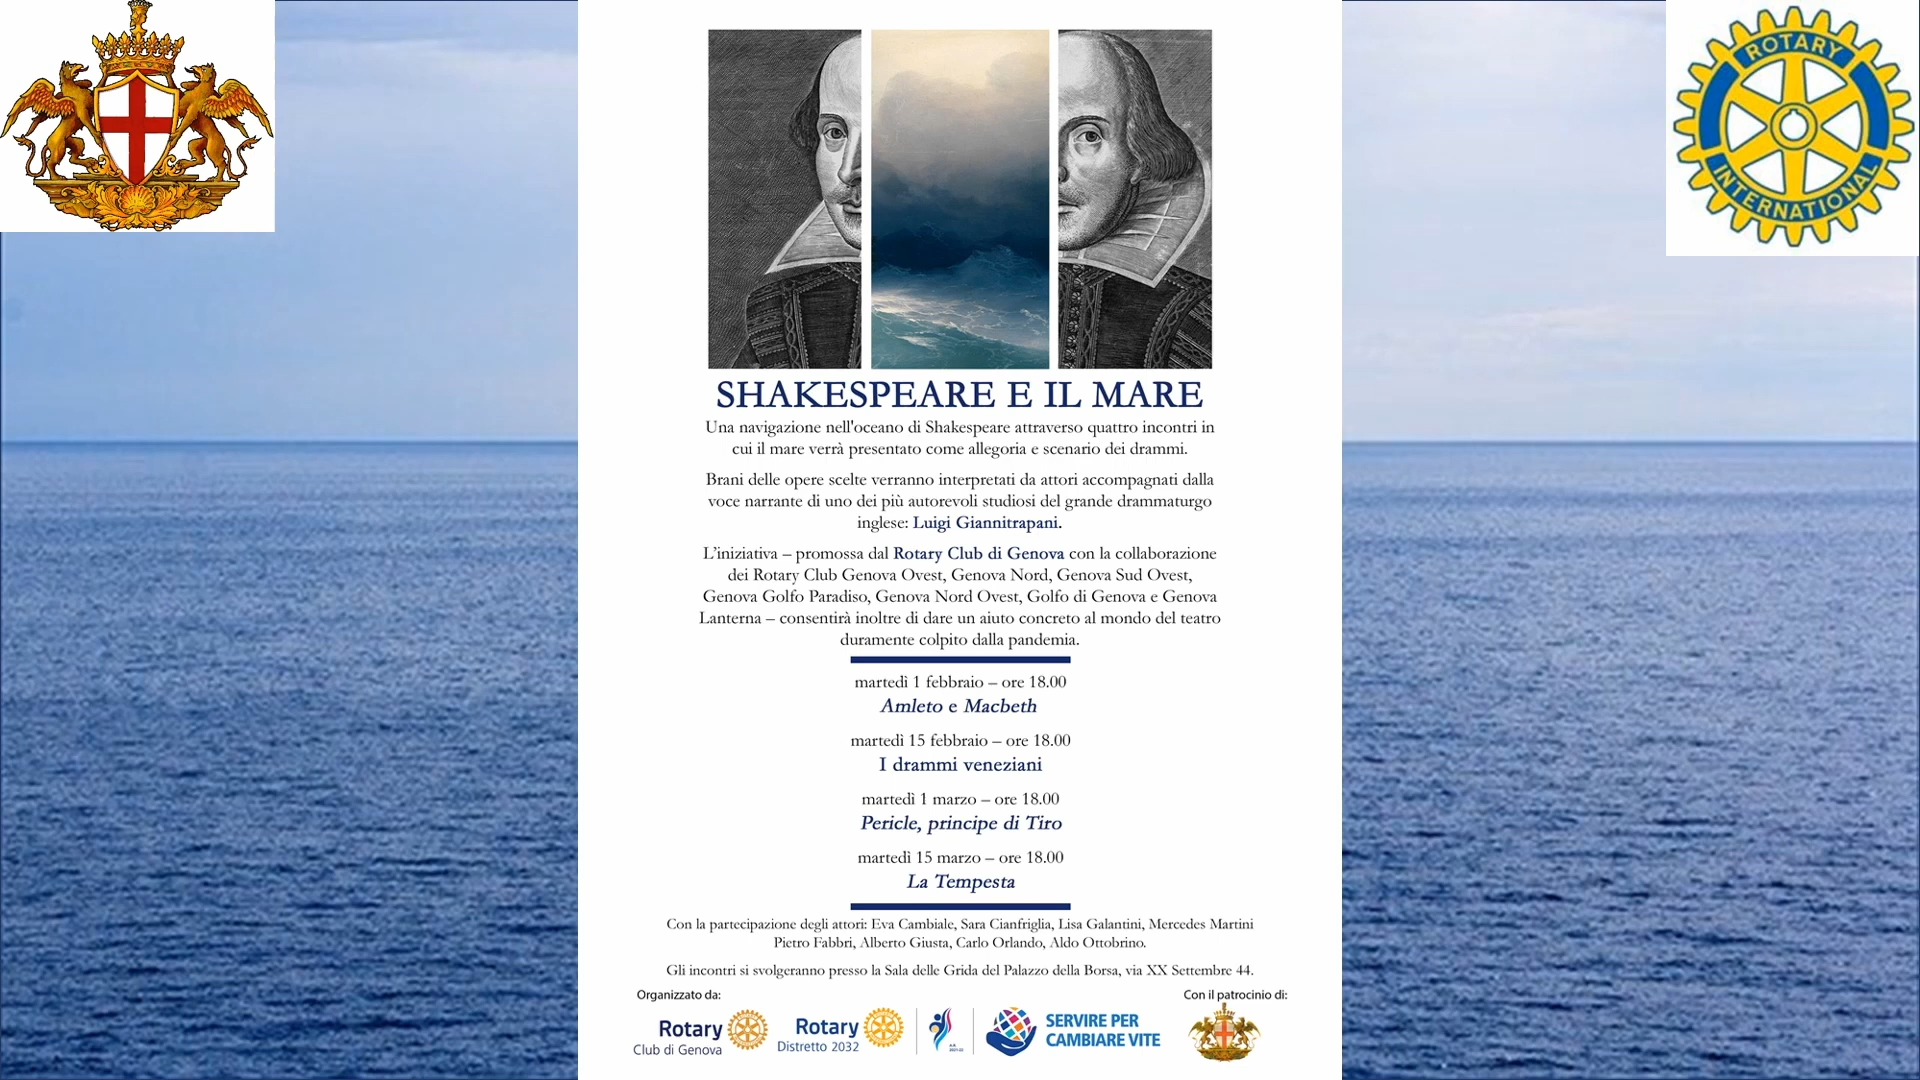 ROTARY
INTERNATIONAL
SHAKESPEARE E IL MARE
Una navigazione nell'oceano di Shakespeare attraverso quattro incontri in
cui il mare verrà presentato come allegoria e scenario dei drammi.
Brani delle opere scelte verranno interpretati da attori accompagnati dalla
voce narrante di uno dei più autorevoli studiosi del grande drammaturgo
inglese: Luigi Giannitrapani.
L'iniziativa – promossa dal Rotary Club di Genova con la collaborazione
dei Rotary Club Genova Ovest, Genova Nord, Genova Sud Ovest,
Genova Golfo Paradiso, Genova Nord Ovest, Golfo di Genova e Genova
Lanterna – consentirà inoltre di dare un aiuto concreto al mondo del teatro
duramente colpito dalla pandemia.
martedì 1 febbraio – ore 18.00
Amleto e Macbeth
martedì 15 febbraio – ore 18.00
I drammi veneziani
martedì 1 marzo – ore 18.00
Pericle, principe di Tiro
martedì 15 marzo – ore 18.00
La Tempesta
Con la partecipazione degli attori: Eva Cambiale, Sara Cianfriglia, Lisa Galantini, Mercedes Martini
Pietro Fabbri, Alberto Giusta, Carlo Orlando, Aldo Ottobrino.
Gli incontri si svolgeranno presso la Sala delle Grida del Palazzo della Borsa, via XX Settembre 44.
Organizzato da:
Con il patrocinio di:
Rotary
Club di Genova
Rotary
Distretto 2032
SERVIRE PER
CAMBIARE VITE